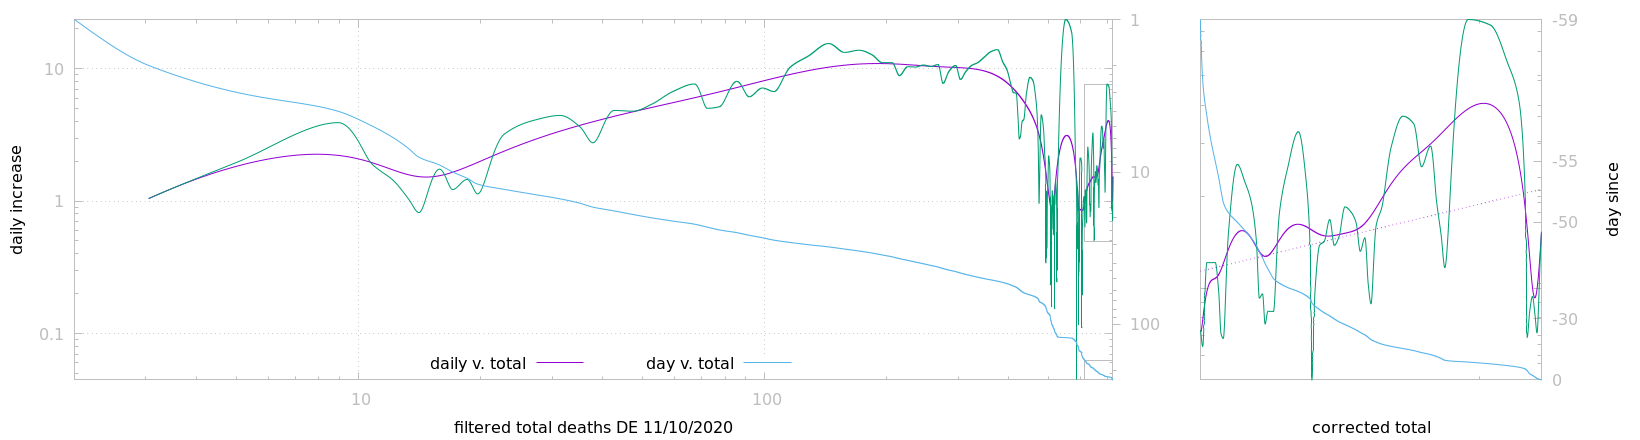 daily increase
10
1
0.1
daily v. total
day v. total
10
100
filtered total deaths DE 11/10/2020
1
10
100
-59
-55
-50
-30
0
day since
corrected total